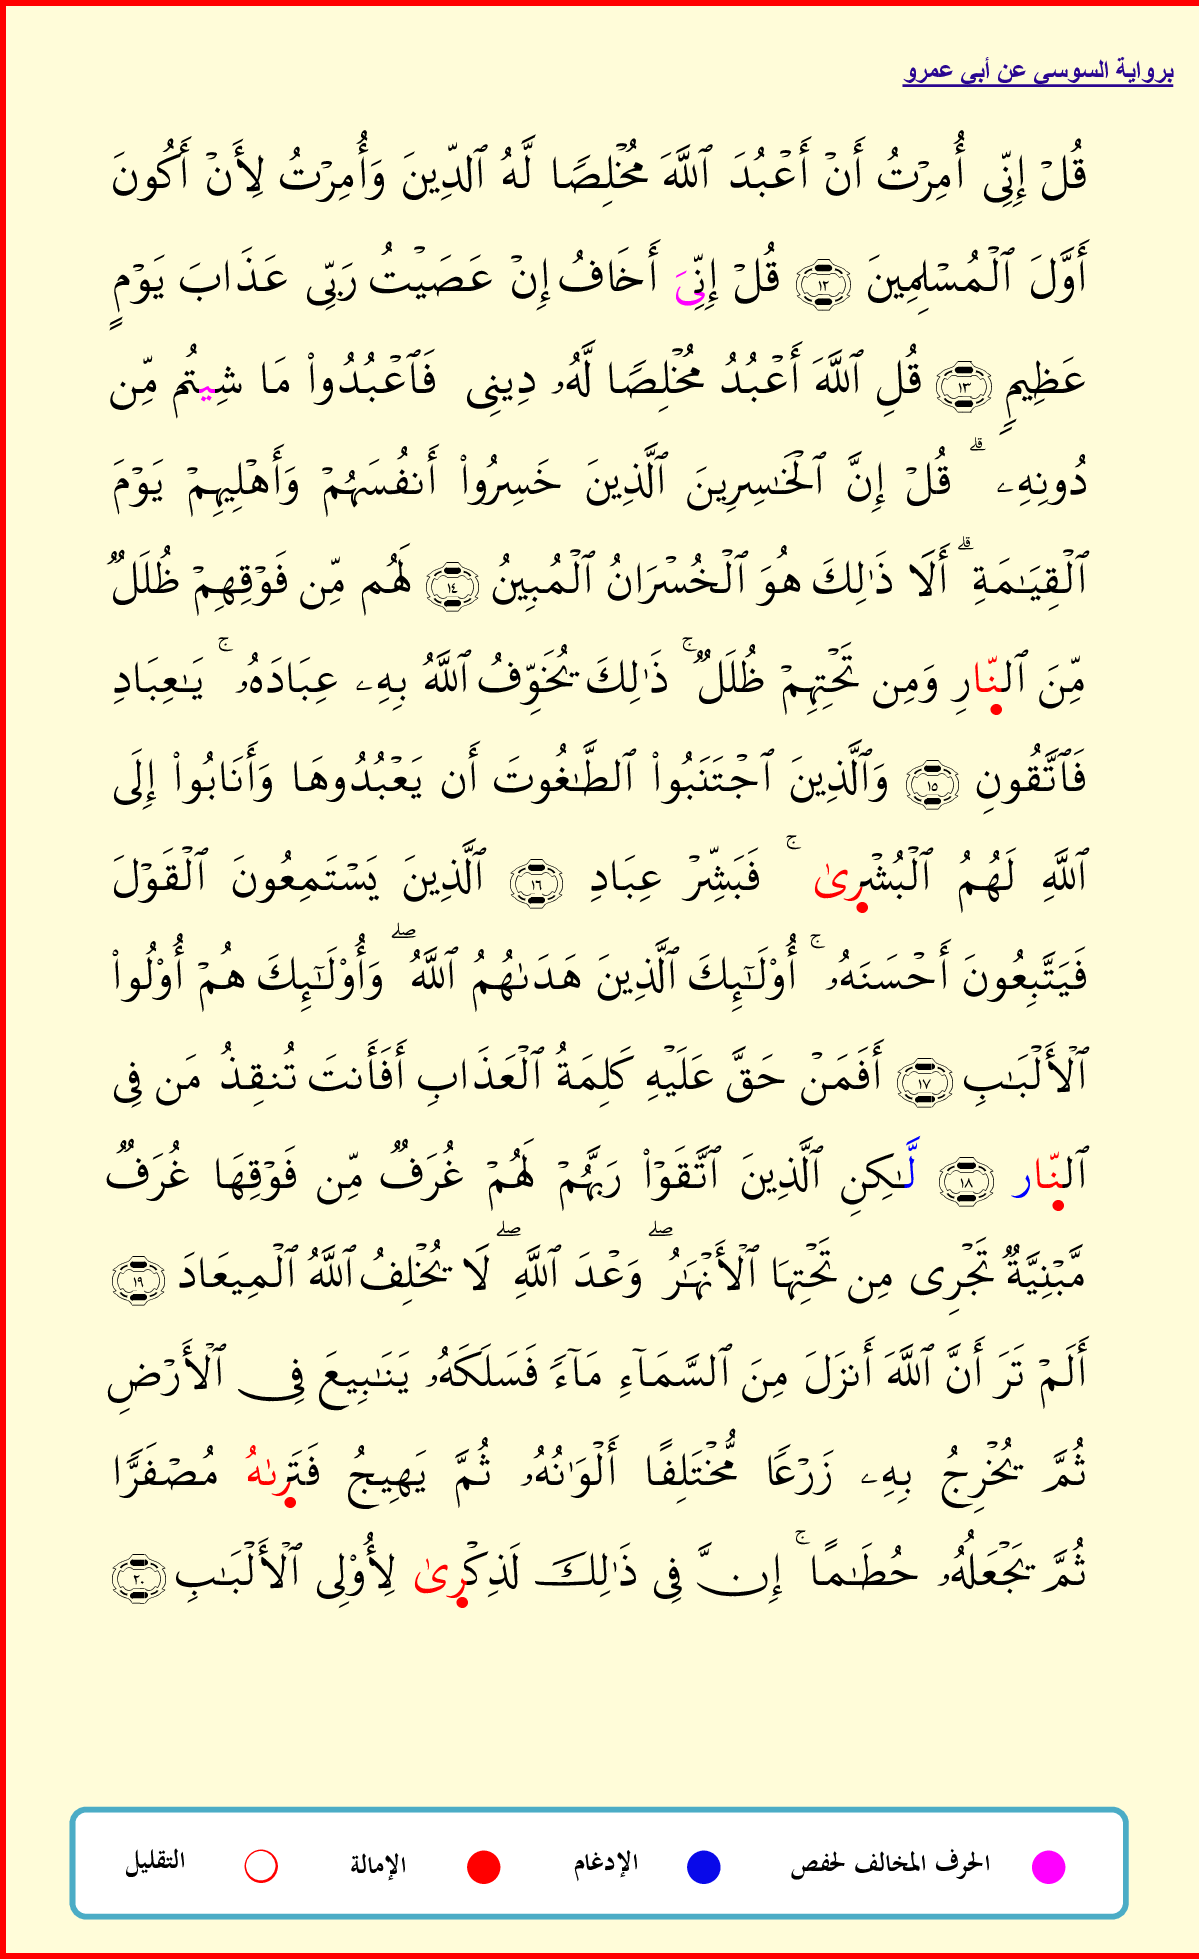 برواية السوسي عن أبي عمرو
قُلْ إِنِّى أُمِرْتُ أَنْ أَعْبُدَ ٱللَّهَ مُخْلِصًا لَّهُ ٱلدِّينَ وَأُمِرْتُ لِأَنْ أَكُونَ
أَوَّلَ ٱلْمُسْلِمِينَ ١٢ قُلْ إِنِّىَ أَخَافُ إِنْ عَصَيْتُ رَبِّى عَذَابَ يَوْمٍ
عَظِيمٍ ١٣ قُلِ ٱللَّهَ أَعْبُدُ مُخْلِصًا لَّهُۥ دِينِى فَٱعْبُدُوا۟ مَا شِيتُم مِّن
دُونِهِۦ ۗ قُلْ إِنَّ ٱلْخَـٰسِرِينَ ٱلَّذِينَ خَسِرُوا۟ أَنفُسَهُمْ وَأَهْلِيهِمْ يَوْمَ
ٱلْقِيَـٰمَةِ ۗ أَلَا ذَٰلِكَ هُوَ ٱلْخُسْرَانُ ٱلْمُبِينُ ١٤ لَهُم مِّن فَوْقِهِمْ ظُلَلٌ
مِّنَ ٱلنّ۪ارِ وَمِن تَحْتِهِمْ ظُلَلٌ ۚ ذَٰلِكَ يُخَوِّفُ ٱللَّهُ بِهِۦ عِبَادَهُۥ ۚ يَـٰعِبَادِ
فَٱتَّقُونِ ١٥ وَٱلَّذِينَ ٱجْتَنَبُوا۟ ٱلطَّـٰغُوتَ أَن يَعْبُدُوهَا وَأَنَابُوا۟ إِلَى
ٱللَّهِ لَهُمُ ٱلْبُشْر۪ىٰ ۚ فَبَشِّرْ عِبَادِ ١٦ ٱلَّذِينَ يَسْتَمِعُونَ ٱلْقَوْلَ
فَيَتَّبِعُونَ أَحْسَنَهُۥ ۚ أُو۟لَـٰٓئِكَ ٱلَّذِينَ هَدَىٰهُمُ ٱللَّهُ ۖ وَأُو۟لَـٰٓئِكَ هُمْ أُو۟لُوا۟
ٱلْأَلْبَـٰبِ ١٧ أَفَمَنْ حَقَّ عَلَيْهِ كَلِمَةُ ٱلْعَذَابِ أَفَأَنتَ تُنقِذُ مَن فِى
ٱلنّ۪ار ١٨ لَّـٰكِنِ ٱلَّذِينَ ٱتَّقَوْا۟ رَبَّهُمْ لَهُمْ غُرَفٌ مِّن فَوْقِهَا غُرَفٌ
مَّبْنِيَّةٌ تَجْرِى مِن تَحْتِهَا ٱلْأَنْهَـٰرُ ۖ وَعْدَ ٱللَّهِ ۖ لَا يُخْلِفُ ٱللَّهُ ٱلْمِيعَادَ ١٩
أَلَمْ تَرَ أَنَّ ٱللَّهَ أَنزَلَ مِنَ ٱلسَّمَآءِ مَآءً فَسَلَكَهُۥ يَنَـٰبِيعَ فِى ٱلْأَرْضِ
ثُمَّ يُخْرِجُ بِهِۦ زَرْعًا مُّخْتَلِفًا أَلْوَٰنُهُۥ ثُمَّ يَهِيجُ فَتَر۪ىٰهُ مُصْفَرًّا
ثُمَّ يَجْعَلُهُۥ حُطَـٰمًا ۚ إِنَّ فِى ذَٰلِكَ لَذِكْر۪ىٰ لِأُو۟لِى ٱلْأَلْبَـٰبِ ٢٠
الحرف المخالف لحفص الإدغام الإمالة التقليل